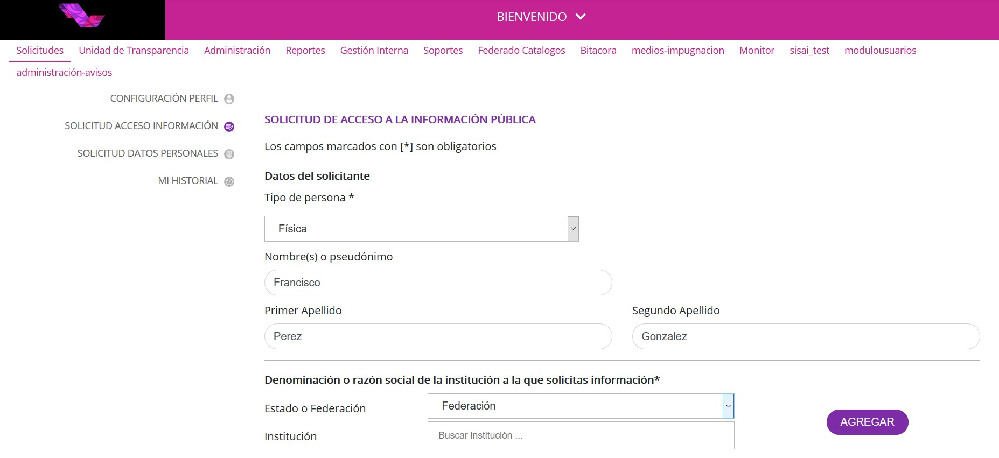 BIENVENIDO
Solicitudes Unidad de Transparencia Administración Reportes Gestión Interna Soportes Federado Catalogos Bitacora medios-impugnacion Monitor sisai_test modulousuarios
administración-avisos
CONFIGURACIÓN PERFIL
SOLICITUD ACCESO INFORMACIÓN
SOLICITUD DATOS PERSONALES
MI HISTORIAL
SOLICITUD DE ACCESO A LA INFORMACIÓN PÚBLICA
Los campos marcados con [*] son obligatorios
Datos del solicitante
Tipo de persona *
Física
Nombre(s) o pseudónimo
Francisco
Primer Apellido Segundo Apellido
Perez Gonzalez
Denominación o razón social de la institución a la que solicitas información*
Estado o Federación Federación
AGREGAR
Institución Buscar institución ...